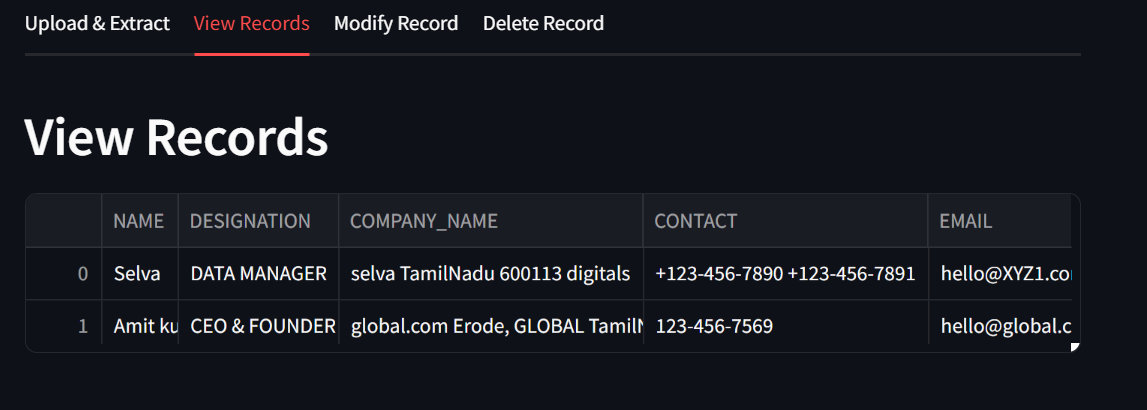 Upload & Extract View Records Modify Record Delete Record
View Records
NAME DESIGNATION COMPANY_NAME CONTACT EMAIL
0 Selva DATA MANAGER selva TamilNadu 600113 digitals +123-456-7890 +123-456-7891 hello@XYZ1.co
1 Amit ku CEO & FOUNDER global.com Erode, GLOBAL Tamil 123-456-7569 hello@global.c